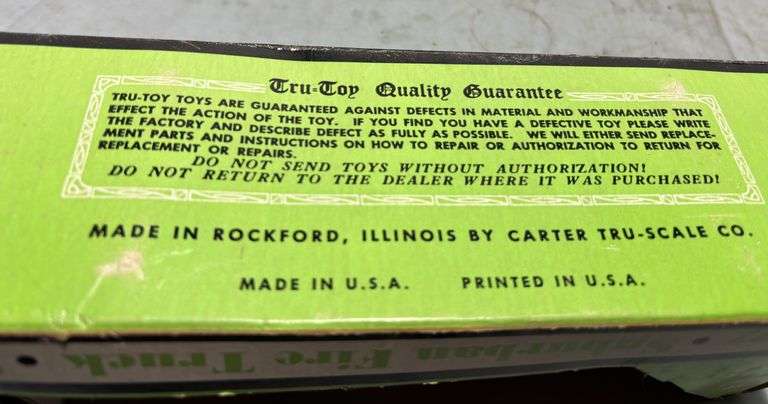 Tru-Toy Quality Guarantee
TRU-TOY TOYS ARE GUARANTEED AGAINST DEFECTS IN MATERIAL AND WORKMANSHIP THAT
EFFECT THE ACTION OF THE TOY. IF YOU FIND YOU HAVE A DEFECTIVE TOY PLEASE WRITE
THE FACTORY AND DESCRIBE DEFECT AS FULLY AS POSSIBLE. WE WILL EITHER SEND REPLACE-
MENT PARTS AND INSTRUCTIONS ON HOW TO REPAIR OR AUTHORIZATION TO RETURN FOR
REPLACEMENT OR REPAIRS.
DO NOT SEND TOYS WITHOUT AUTHORIZATION!
DO NOT RETURN TO THE DEALER WHERE IT WAS PURCHASED!
MADE IN ROCKFORD, ILLINOIS BY CARTER TRU-SCALE CO.
MADE IN U.S.A. PRINTED IN U.S.A.
Suburban Fire Truck